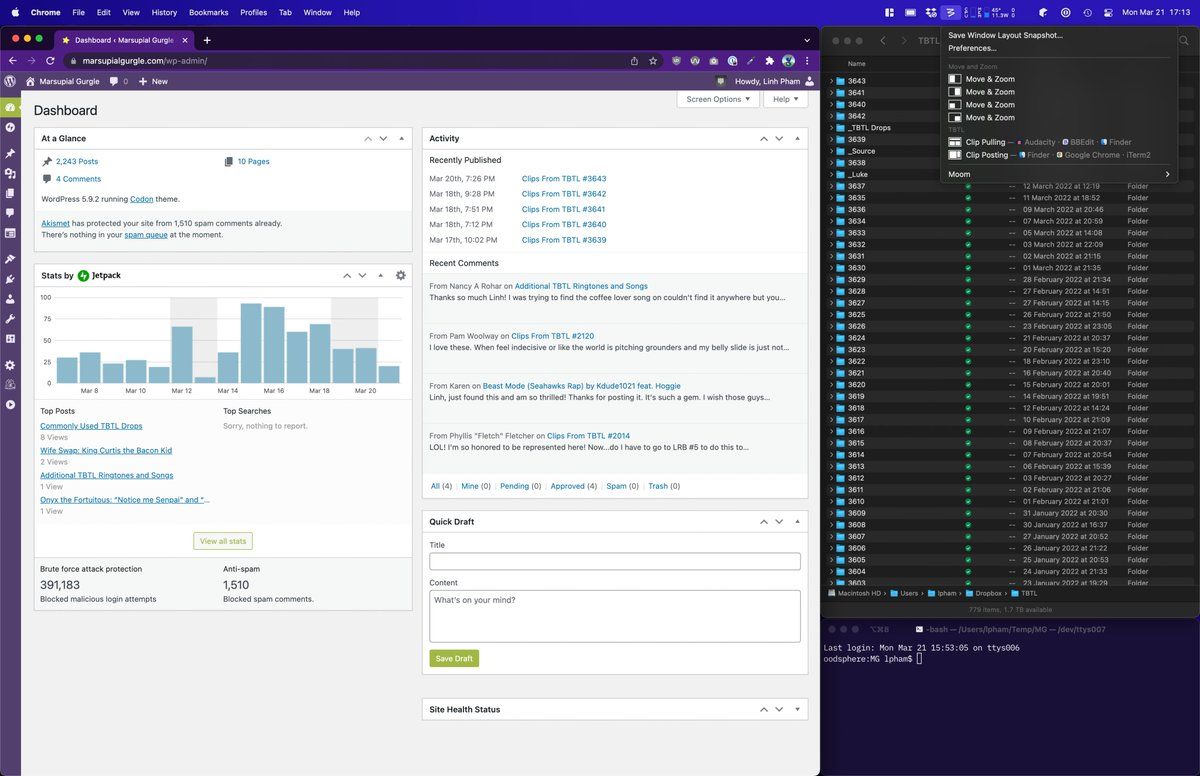 Chrome File Edit View History Bookmarks Profiles Tab Window Help
45° 11.3W
Mon Mar 21 17:13
Dashboard ‹ Marsupial Gurgle
marsupialgurgle.com/wp-admin/
Marsupial Gurgle 0 + New
Howdy, Linh Pham
Screen Options ▼ Help ▼
Dashboard
At a Glance
2,243 Posts 10 Pages
4 Comments
WordPress 5.9.2 running Codon theme.
Akismet has protected your site from 1,510 spam comments already.
There's nothing in your spam queue at the moment.
Stats by Jetpack
100
75
50
25
0
Mar 8 Mar 10 Mar 12 Mar 14 Mar 16 Mar 18 Mar 20
Top Posts
Commonly Used TBTL Drops
8 Views
Wife Swap: King Curtis the Bacon Kid
2 Views
Additional TBTL Ringtones and Songs
1 View
Onyx the Fortuitous: "Notice me Senpai" and "...
1 View
Top Searches
Sorry, nothing to report.
View all stats
Brute force attack protection
391,183
Blocked malicious login attempts
Anti-spam
1,510
Blocked spam comments.
Activity
Recently Published
Mar 20th, 7:26 PM Clips From TBTL #3643
Mar 18th, 9:28 PM Clips From TBTL #3642
Mar 18th, 7:51 PM Clips From TBTL #3641
Mar 18th, 7:12 PM Clips From TBTL #3640
Mar 17th, 10:02 PM Clips From TBTL #3639
Recent Comments
From Nancy A Rohar on Additional TBTL Ringtones and Songs
Thanks so much Linh! I was trying to find the coffee lover song on couldn't find it anywhere but you...
From Pam Woolway on Clips From TBTL #2120
I love these. When feel indecisive or like the world is pitching grounders and my belly slide is just not...
From Karen on Beast Mode (Seahawks Rap) by Kdude1021 feat. Hoggie
Linh, just found this and am so thrilled! Thanks for posting it. It's such a gem. I wish those guys...
From Phyllis "Fletch" Fletcher on Clips From TBTL #2014
LOL! I'm so honored to be represented here! Now...do I have to go to LRB #5 to do this to...
All (4) | Mine (0) | Pending (0) | Approved (4) | Spam (0) | Trash (0)
Quick Draft
Title
Content
What's on your mind?
Save Draft
Site Health Status
TBTL
Name
3643
3641
3640
3642
_TBTL Drops
3639
_Source
3638
_Luke
Save Window Layout Snapshot...
Preferences...
Move and Zoom
Move & Zoom
Move & Zoom
Move & Zoom
Move & Zoom
TBTL
Clip Pulling — Audacity · BBEdit · Finder
Clip Posting — Finder · Google Chrome · iTerm2
Moom
3637 -- 12 March 2022 at 12:19 Folder
3635 -- 11 March 2022 at 18:52 Folder
3636 -- 09 March 2022 at 20:46 Folder
3634 -- 07 March 2022 at 20:59 Folder
3633 -- 05 March 2022 at 14:08 Folder
3632 -- 03 March 2022 at 22:09 Folder
3631 -- 02 March 2022 at 21:15 Folder
3630 -- 01 March 2022 at 21:35 Folder
3629 -- 28 February 2022 at 21:34 Folder
3628 -- 27 February 2022 at 14:51 Folder
3627 -- 27 February 2022 at 14:15 Folder
3625 -- 26 February 2022 at 21:50 Folder
3626 -- 23 February 2022 at 23:05 Folder
3624 -- 21 February 2022 at 20:37 Folder
3623 -- 20 February 2022 at 15:20 Folder
3622 -- 18 February 2022 at 23:10 Folder
3621 -- 16 February 2022 at 20:40 Folder
3620 -- 15 February 2022 at 20:01 Folder
3619 -- 14 February 2022 at 19:51 Folder
3618 -- 12 February 2022 at 14:24 Folder
3617 -- 10 February 2022 at 21:09 Folder
3616 -- 09 February 2022 at 21:07 Folder
3615 -- 08 February 2022 at 20:37 Folder
3614 -- 07 February 2022 at 20:54 Folder
3613 -- 06 February 2022 at 15:39 Folder
3612 -- 03 February 2022 at 20:27 Folder
3611 -- 02 February 2022 at 21:06 Folder
3610 -- 01 February 2022 at 21:01 Folder
3609 -- 31 January 2022 at 20:30 Folder
3608 -- 30 January 2022 at 16:37 Folder
3607 -- 27 January 2022 at 20:52 Folder
3606 -- 26 January 2022 at 21:22 Folder
3605 -- 25 January 2022 at 20:53 Folder
3604 -- 24 January 2022 at 21:33 Folder
3603 -- 23 January 2022 at 19:29 Folder
Macintosh HD › Users › lpham › Dropbox › TBTL
779 items, 1.7 TB available
⌥⌘B -bash — /Users/lpham/Temp/MG — /dev/ttys007
Last login: Mon Mar 21 15:53:05 on ttys006
oodsphere:MG lpham$